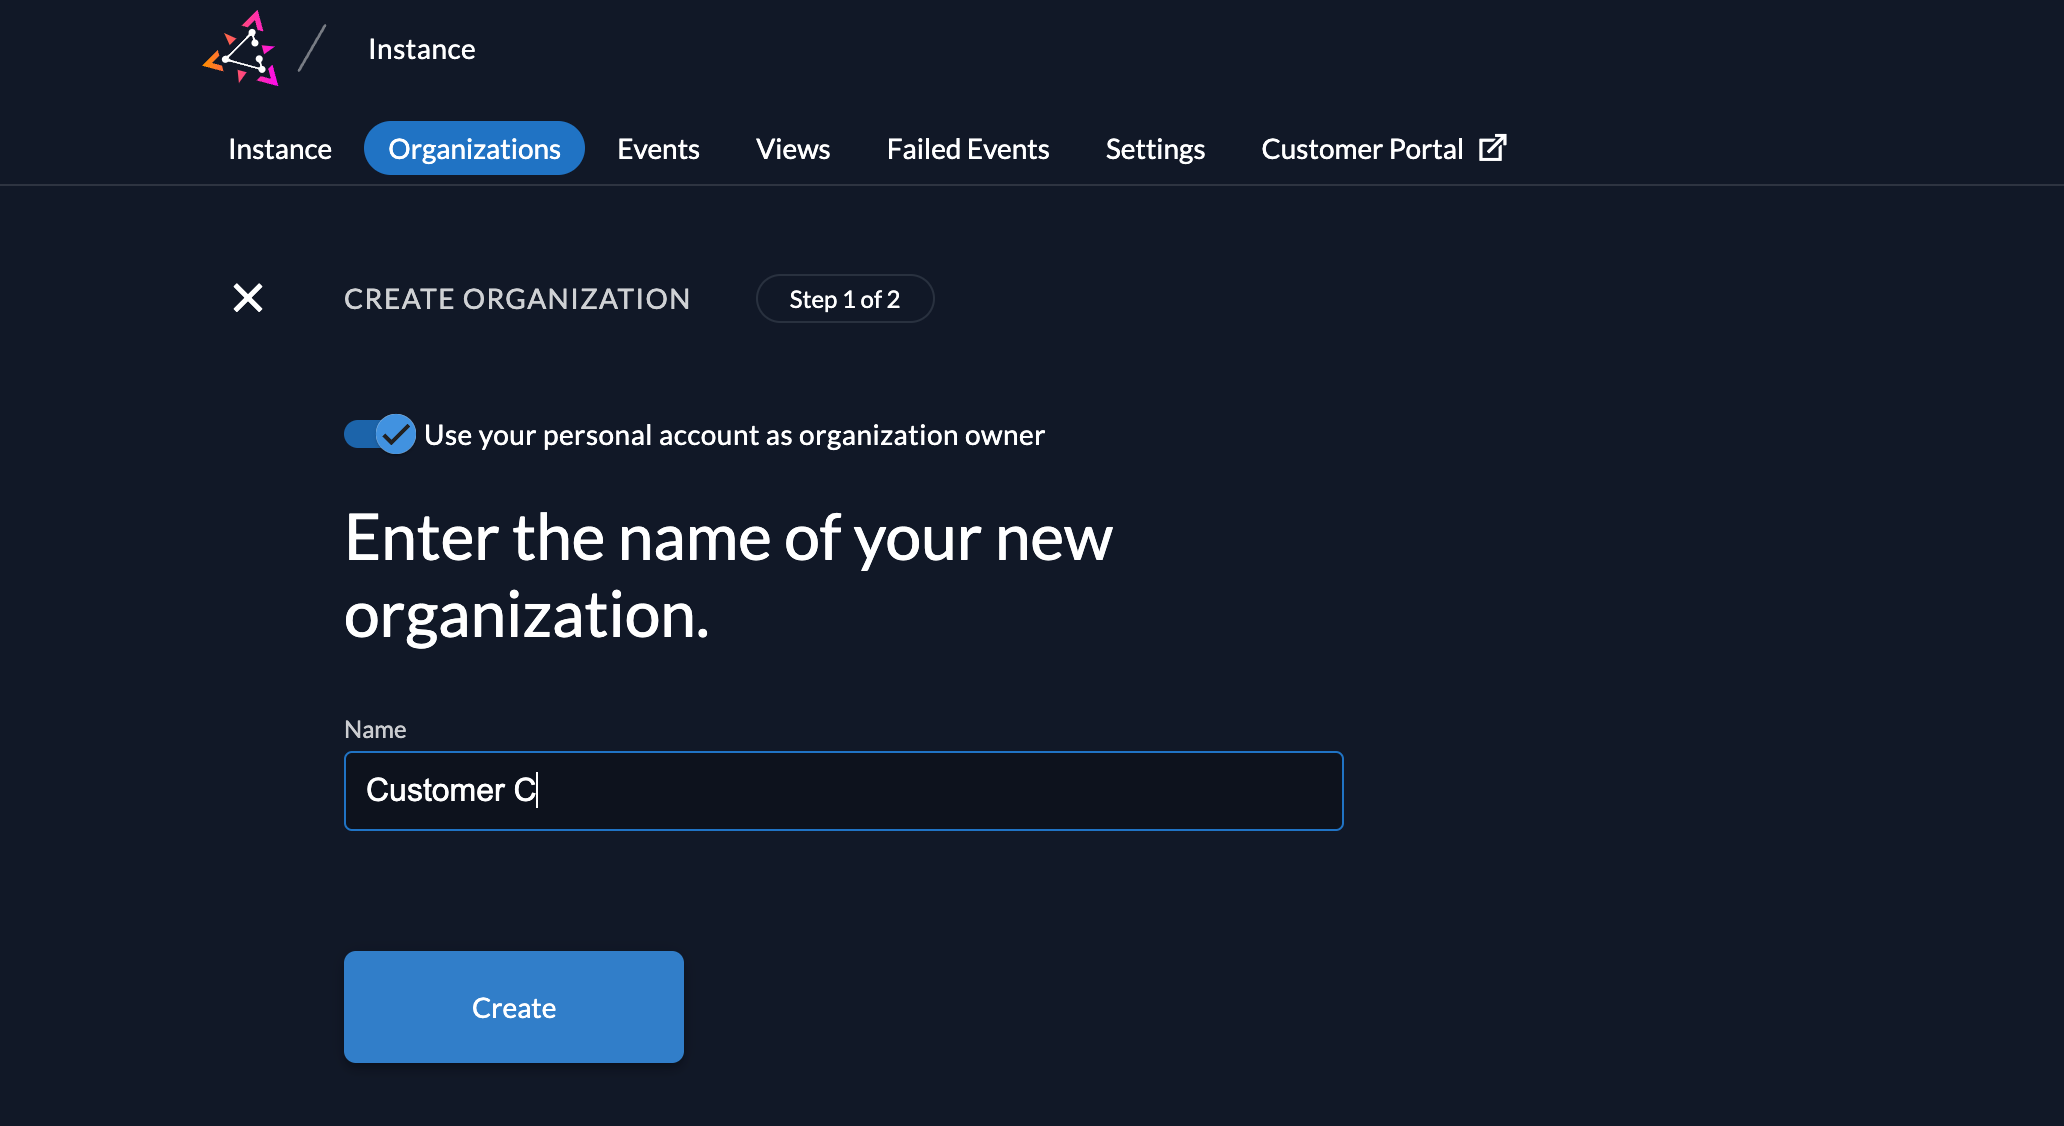 Instance
Instance Organizations Events Views Failed Events Settings Customer Portal
CREATE ORGANIZATION Step 1 of 2
Use your personal account as organization owner
Enter the name of your new
organization.
Name
Customer C
Create